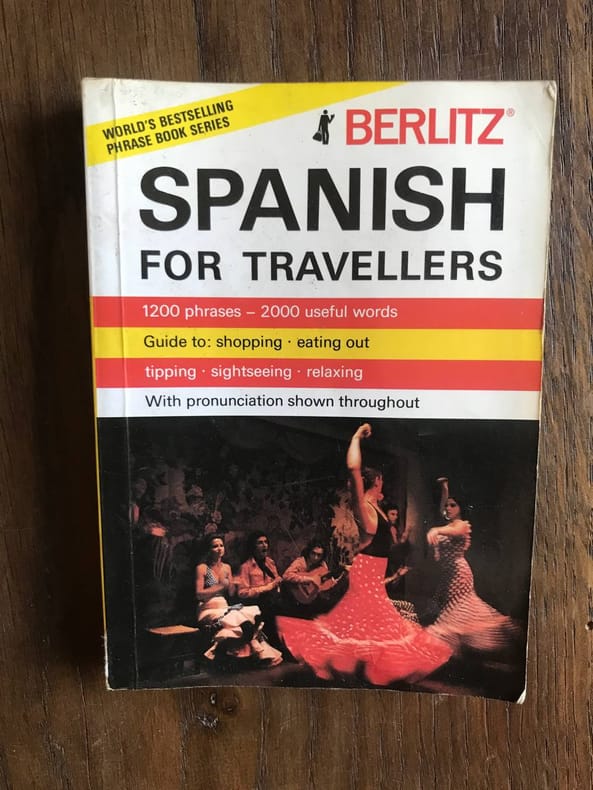 WORLD'S BESTSELLING
PHRASE BOOK SERIES
BERLITZ®
SPANISH
FOR TRAVELLERS
1200 phrases – 2000 useful words
Guide to: shopping · eating out
tipping · sightseeing · relaxing
With pronunciation shown throughout